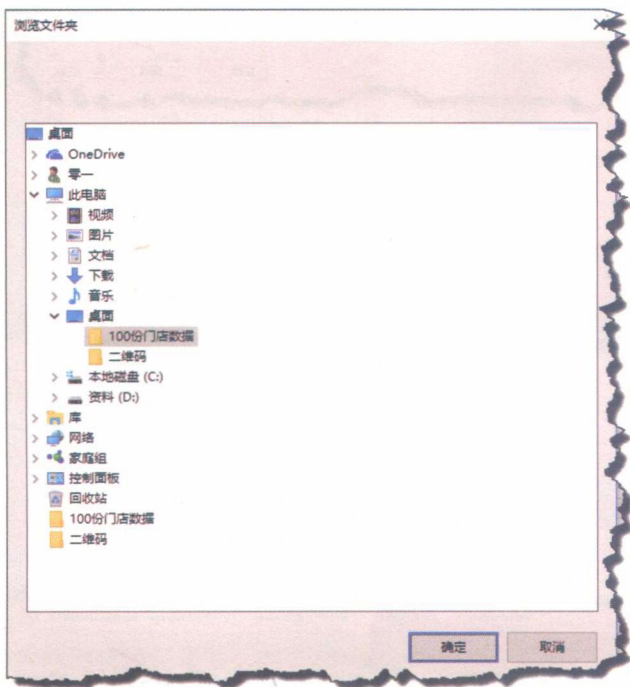 浏览文件夹
桌面
OneDrive
零一
此电脑
视频
图片
文档
下载
音乐
桌面
100份门店数据
二维码
本地磁盘 (C:)
资料 (D:)
库
网络
家庭组
控制面板
回收站
100份门店数据
二维码
确定
取消